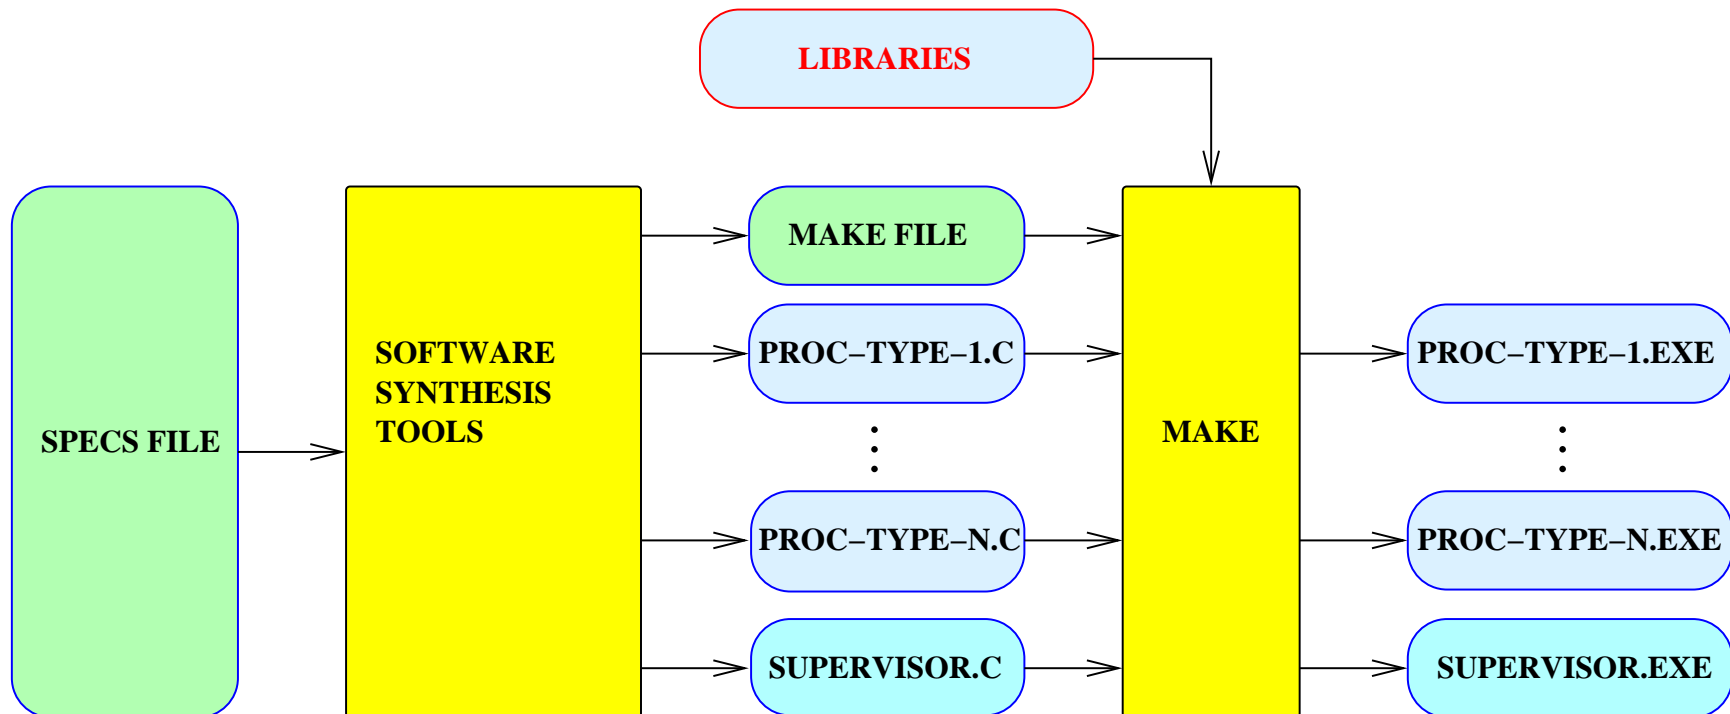 LIBRARIES
MAKE FILE
SOFTWARE
SYNTHESIS
TOOLS
SPECS FILE
PROC−TYPE−1.C
PROC−TYPE−N.C
SUPERVISOR.C
MAKE
PROC−TYPE−1.EXE
PROC−TYPE−N.EXE
SUPERVISOR.EXE